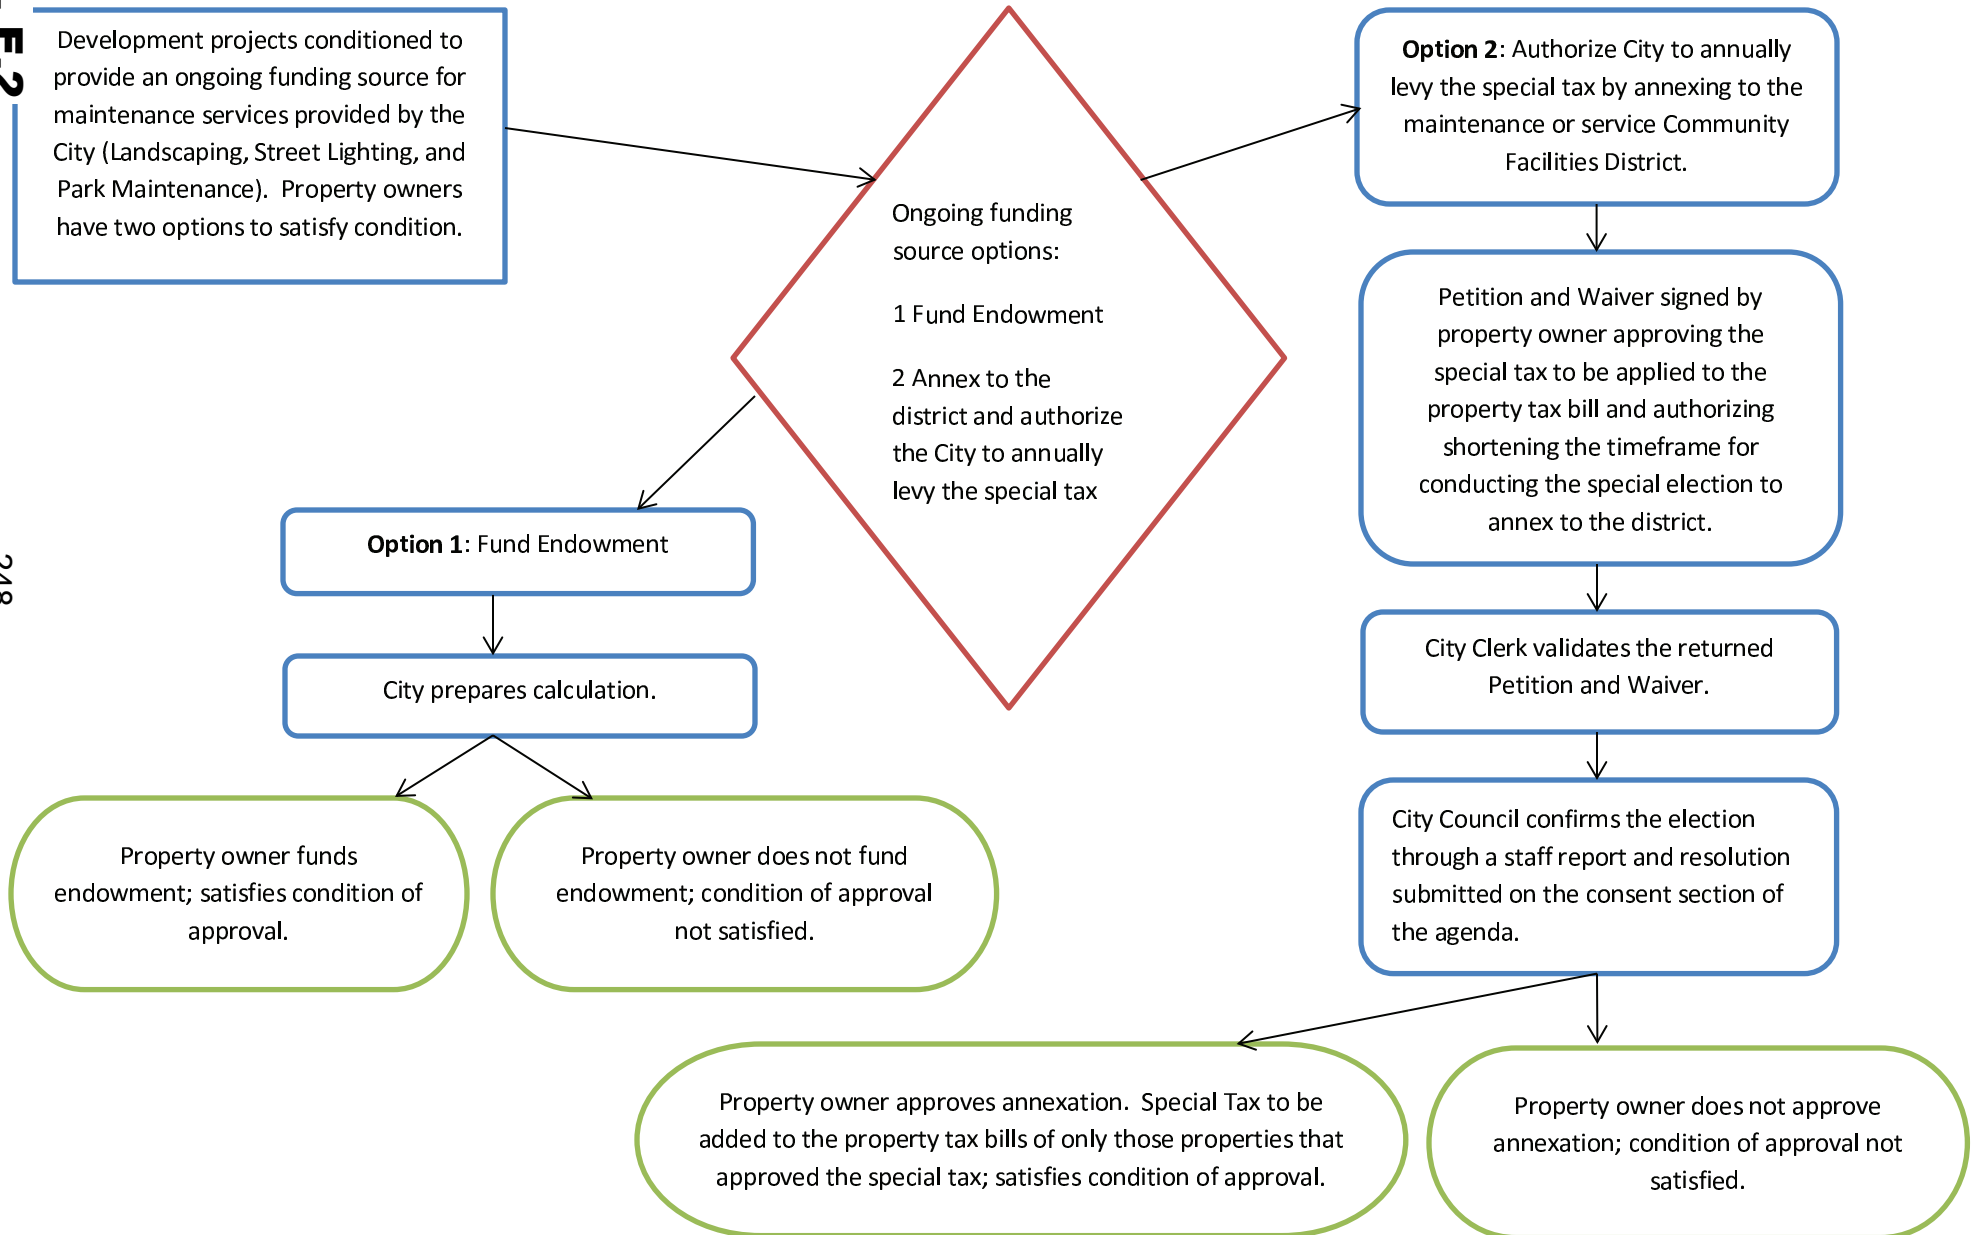 E.2
Development projects conditioned to
provide an ongoing funding source for
maintenance services provided by the
City (Landscaping, Street Lighting, and
Park Maintenance).  Property owners
have two options to satisfy condition.
Ongoing funding
source options:
1 Fund Endowment
2 Annex to the
district and authorize
the City to annually
levy the special tax
Option 1: Fund Endowment
City prepares calculation.
Property owner funds
endowment; satisfies condition of
approval.
Property owner does not fund
endowment; condition of approval
not satisfied.
Option 2: Authorize City to annually
levy the special tax by annexing to the
maintenance or service Community
Facilities District.
Petition and Waiver signed by
property owner approving the
special tax to be applied to the
property tax bill and authorizing
shortening the timeframe for
conducting the special election to
annex to the district.
City Clerk validates the returned
Petition and Waiver.
City Council confirms the election
through a staff report and resolution
submitted on the consent section of
the agenda.
Property owner approves annexation.  Special Tax to be
added to the property tax bills of only those properties that
approved the special tax; satisfies condition of approval.
Property owner does not approve
annexation; condition of approval not
satisfied.